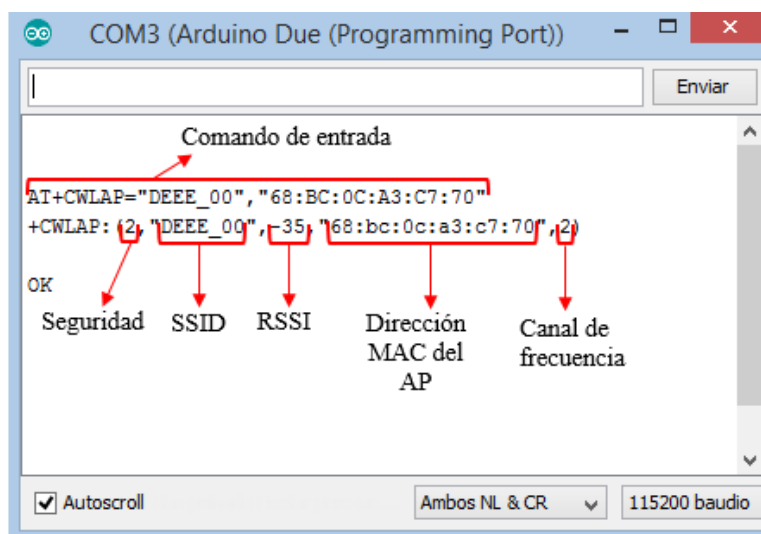 COM3 (Arduino Due (Programming Port))
Enviar
Comando de entrada
AT+CWLAP="DEEE_00","68:BC:0C:A3:C7:70"
+CWLAP:(2,"DEEE_00",-35,"68:bc:0c:a3:c7:70",2)
OK
Seguridad SSID RSSI Dirección MAC del AP Canal de frecuencia
Autoscroll Ambos NL & CR 115200 baudio